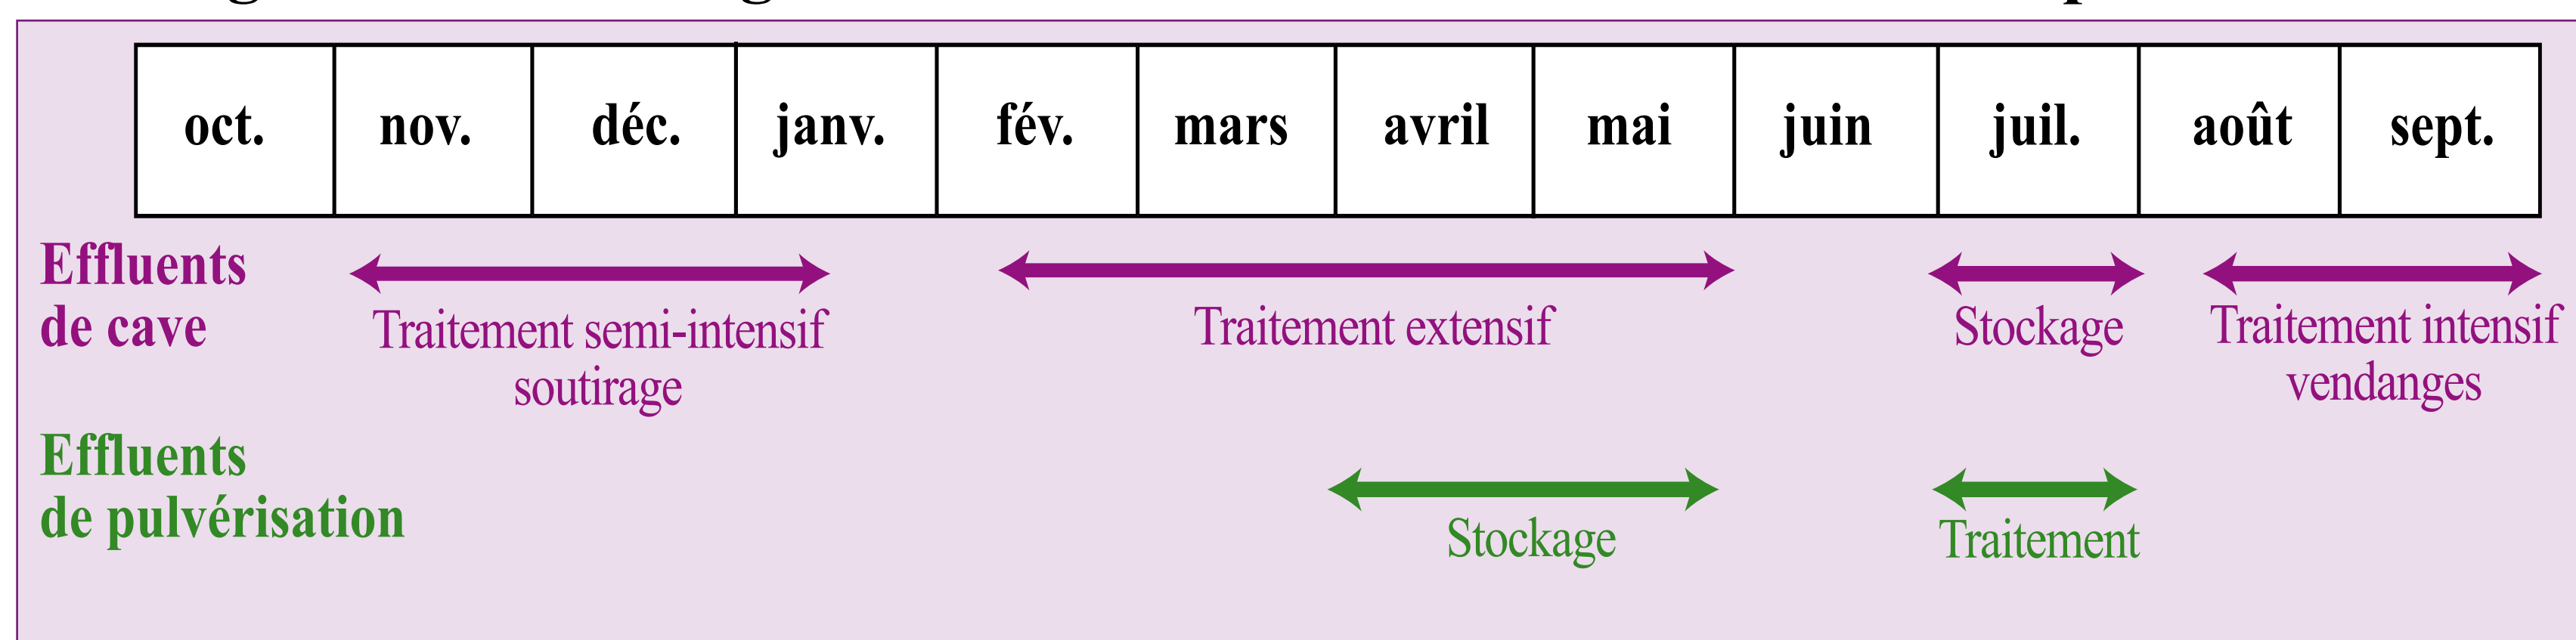 oct. nov. déc. janv. fév. mars avril mai juin juil. août sept.
Effluents
de cave
Traitement semi-intensif
soutirage
Traitement extensif
Stockage
Traitement intensif
vendanges
Effluents
de pulvérisation
Stockage
Traitement